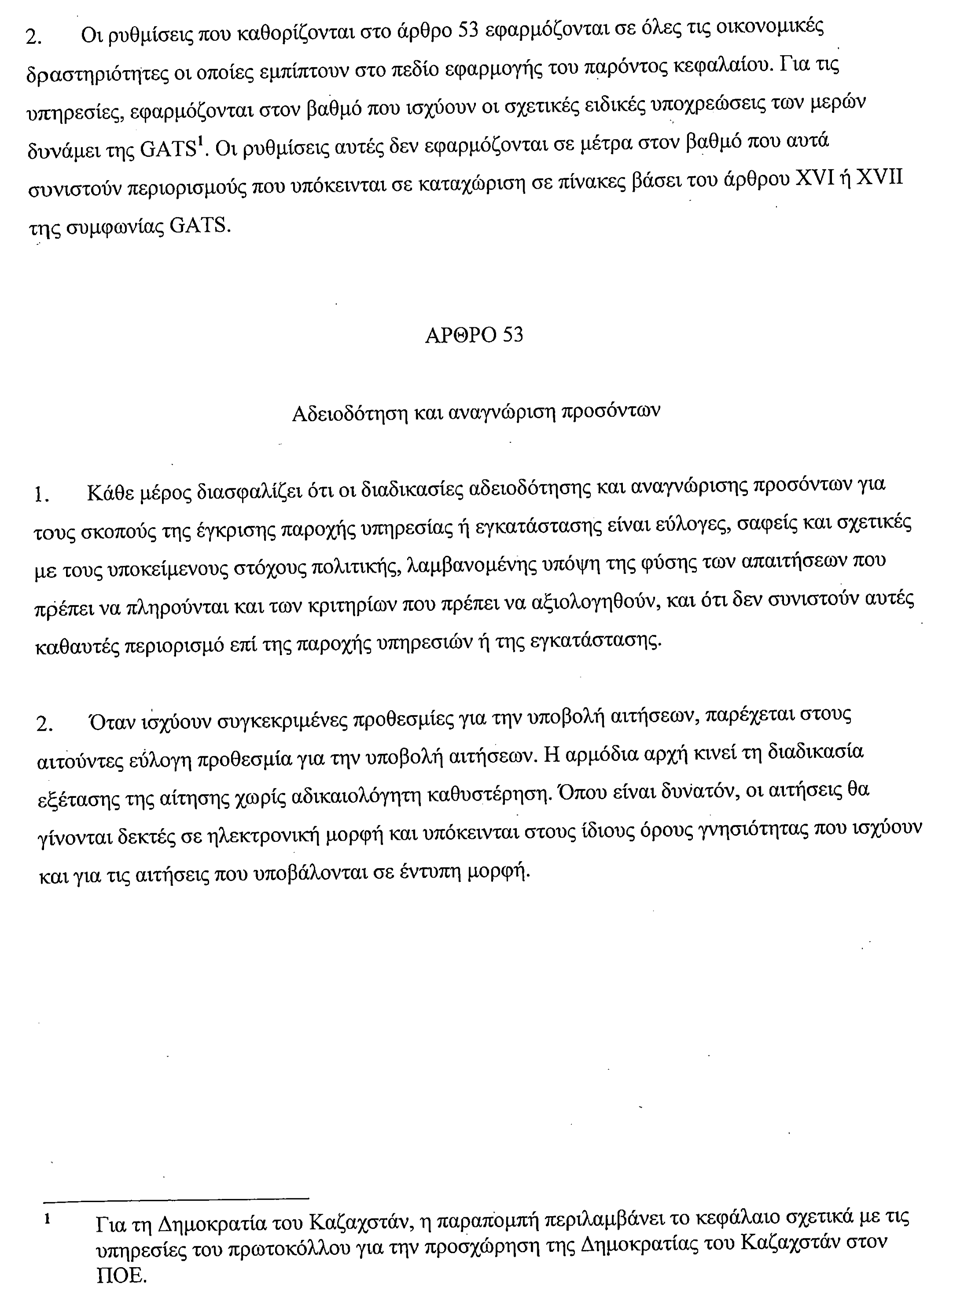 2. Οι ρυθμίσεις που καθορίζονται στο άρθρο 53 εφαρμόζονται σε όλες τις οικονομικές
δραστηριότητες οι οποίες εμπίπτουν στο πεδίο εφαρμογής του παρόντος κεφαλαίου. Για τις
υπηρεσίες, εφαρμόζονται στον βαθμό που ισχύουν οι σχετικές ειδικές υποχρεώσεις των μερών
δυνάμει της GATS¹. Οι ρυθμίσεις αυτές δεν εφαρμόζονται σε μέτρα στον βαθμό που αυτά
συνιστούν περιορισμούς που υπόκεινται σε καταχώριση σε πίνακες βάσει του άρθρου XVI ή XVII
της συμφωνίας GATS.
ΑΡΘΡΟ 53
Αδειοδότηση και αναγνώριση προσόντων
1. Κάθε μέρος διασφαλίζει ότι οι διαδικασίες αδειοδότησης και αναγνώρισης προσόντων για
τους σκοπούς της έγκρισης παροχής υπηρεσίας ή εγκατάστασης είναι εύλογες, σαφείς και σχετικές
με τους υποκείμενους στόχους πολιτικής, λαμβανομένης υπόψη της φύσης των απαιτήσεων που
πρέπει να πληρούνται και των κριτηρίων που πρέπει να αξιολογηθούν, και ότι δεν συνιστούν αυτές
καθαυτές περιορισμό επί της παροχής υπηρεσιών ή της εγκατάστασης.
2. Όταν ισχύουν συγκεκριμένες προθεσμίες για την υποβολή αιτήσεων, παρέχεται στους
αιτούντες εύλογη προθεσμία για την υποβολή αιτήσεων. Η αρμόδια αρχή κινεί τη διαδικασία
εξέτασης της αίτησης χωρίς αδικαιολόγητη καθυστέρηση. Όπου είναι δυνατόν, οι αιτήσεις θα
γίνονται δεκτές σε ηλεκτρονική μορφή και υπόκεινται στους ίδιους όρους γνησιότητας που ισχύουν
και για τις αιτήσεις που υποβάλονται σε έντυπη μορφή.
¹ Για τη Δημοκρατία του Καζαχστάν, η παραπομπή περιλαμβάνει το κεφάλαιο σχετικά με τις
υπηρεσίες του πρωτοκόλλου για την προσχώρηση της Δημοκρατίας του Καζαχστάν στον
ΠΟΕ.